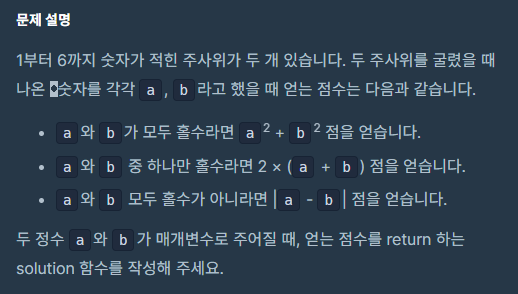 문제 설명
1부터 6까지 숫자가 적힌 주사위가 두 개 있습니다. 두 주사위를 굴렸을 때
나온 �숫자를 각각 a, b라고 했을 때 얻는 점수는 다음과 같습니다.
• a와 b가 모두 홀수라면 a² + b² 점을 얻습니다.
• a와 b 중 하나만 홀수라면 2 × (a + b) 점을 얻습니다.
• a와 b 모두 홀수가 아니라면 |a - b| 점을 얻습니다.
두 정수 a와 b가 매개변수로 주어질 때, 얻는 점수를 return 하는
solution 함수를 작성해 주세요.